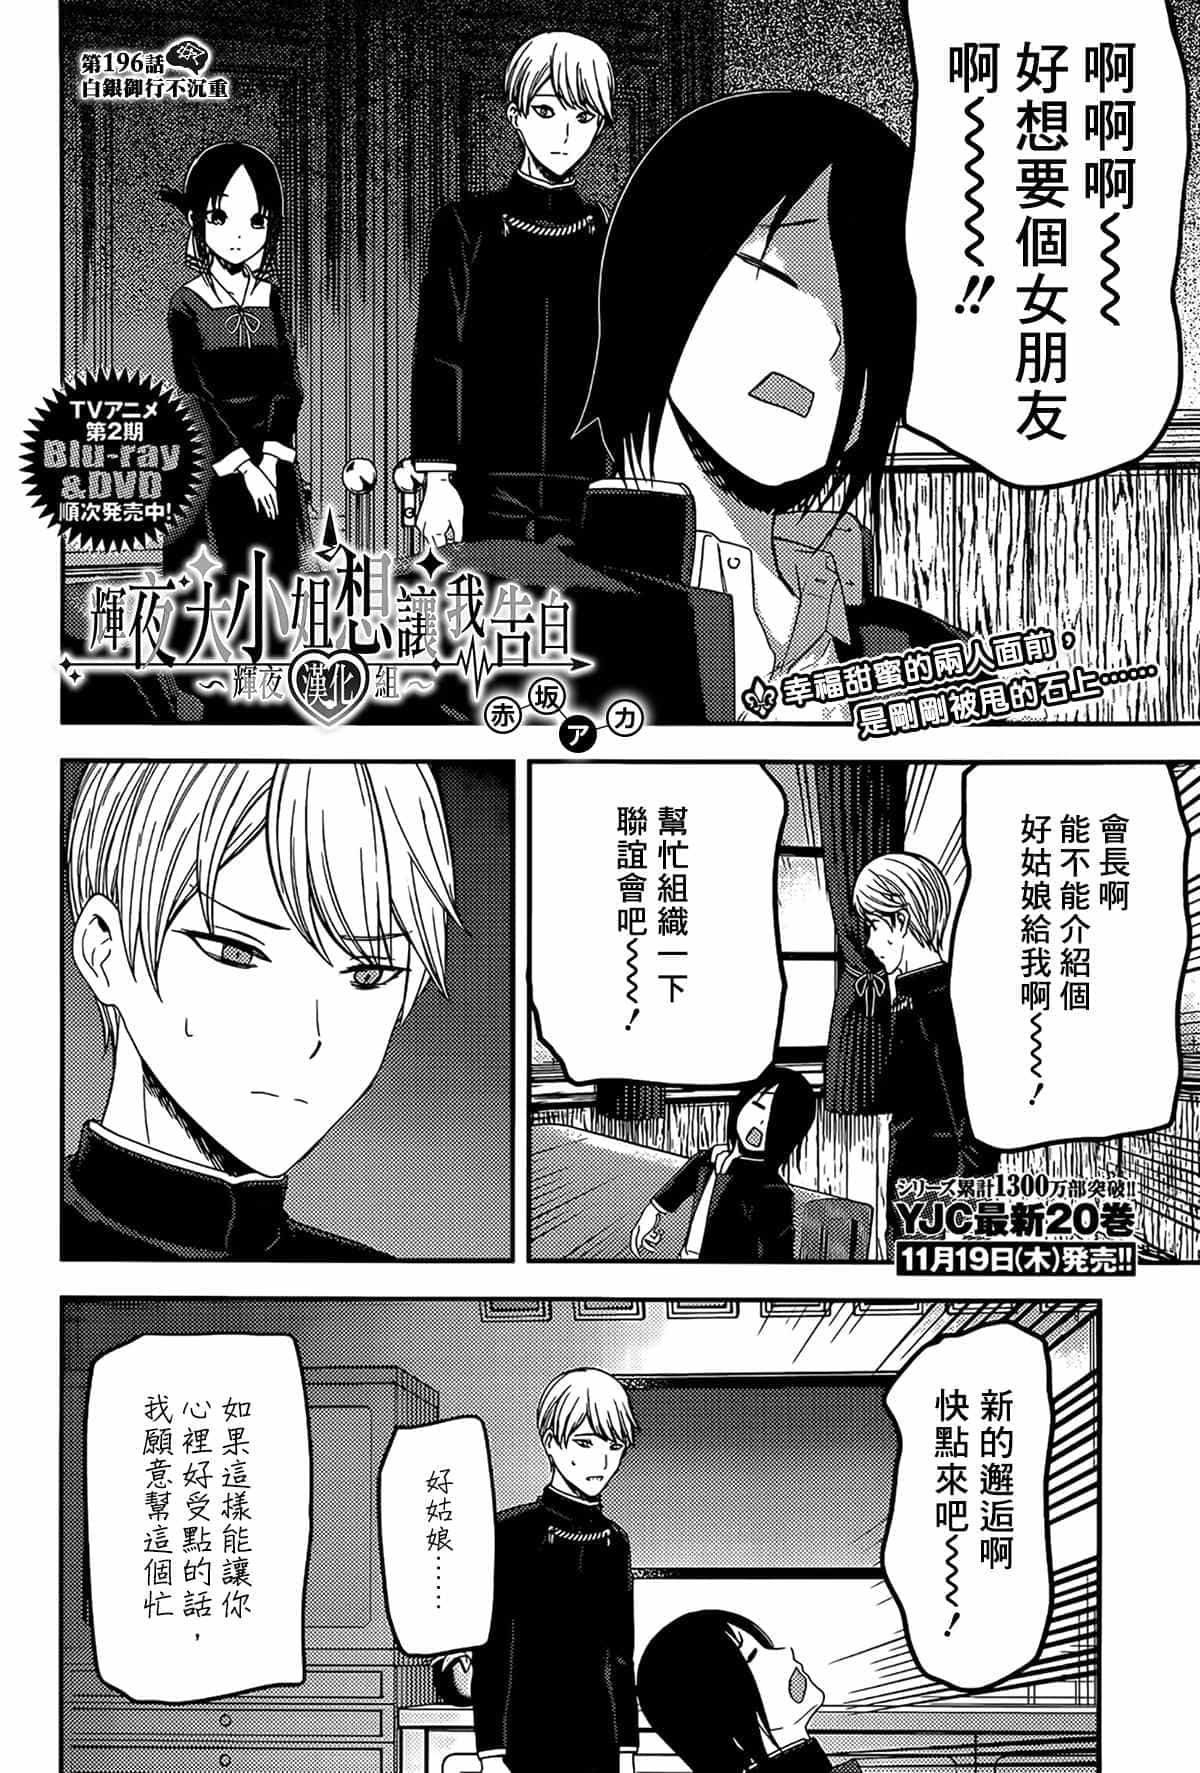 第196話
白銀御行不沉重
啊啊啊～～
好想要個女朋友
啊～～～!!
TVアニメ
第2期
Blu-ray
&DVD
順次発売中!
輝夜大小姐想讓我告白
～輝夜漢化組～
赤坂アカ
幸福甜蜜的兩人面前，
是剛剛被甩的石上……
會長啊
能不能介紹個
好姑娘給我啊～～～！
幫忙組織一下
聯誼會吧～～～！
シリーズ累計1300万部突破!!
YJC最新20巻
11月19日(木)発売!!
新的邂逅啊
快點來吧～～～！
好姑娘……
如果這樣能讓你
心裡好受點的話，
我願意幫這個忙